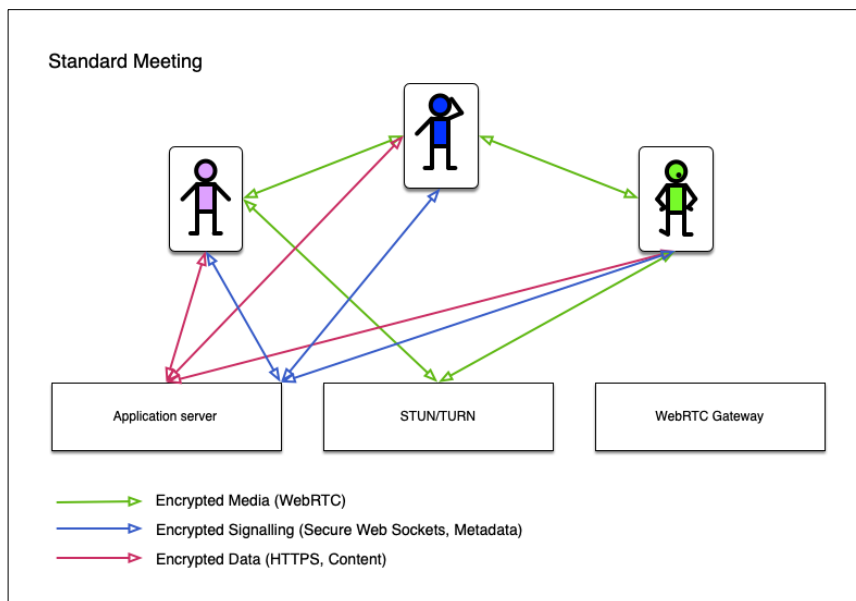 Standard Meeting
Application server
STUN/TURN
WebRTC Gateway
Encrypted Media (WebRTC)
Encrypted Signalling (Secure Web Sockets, Metadata)
Encrypted Data (HTTPS, Content)